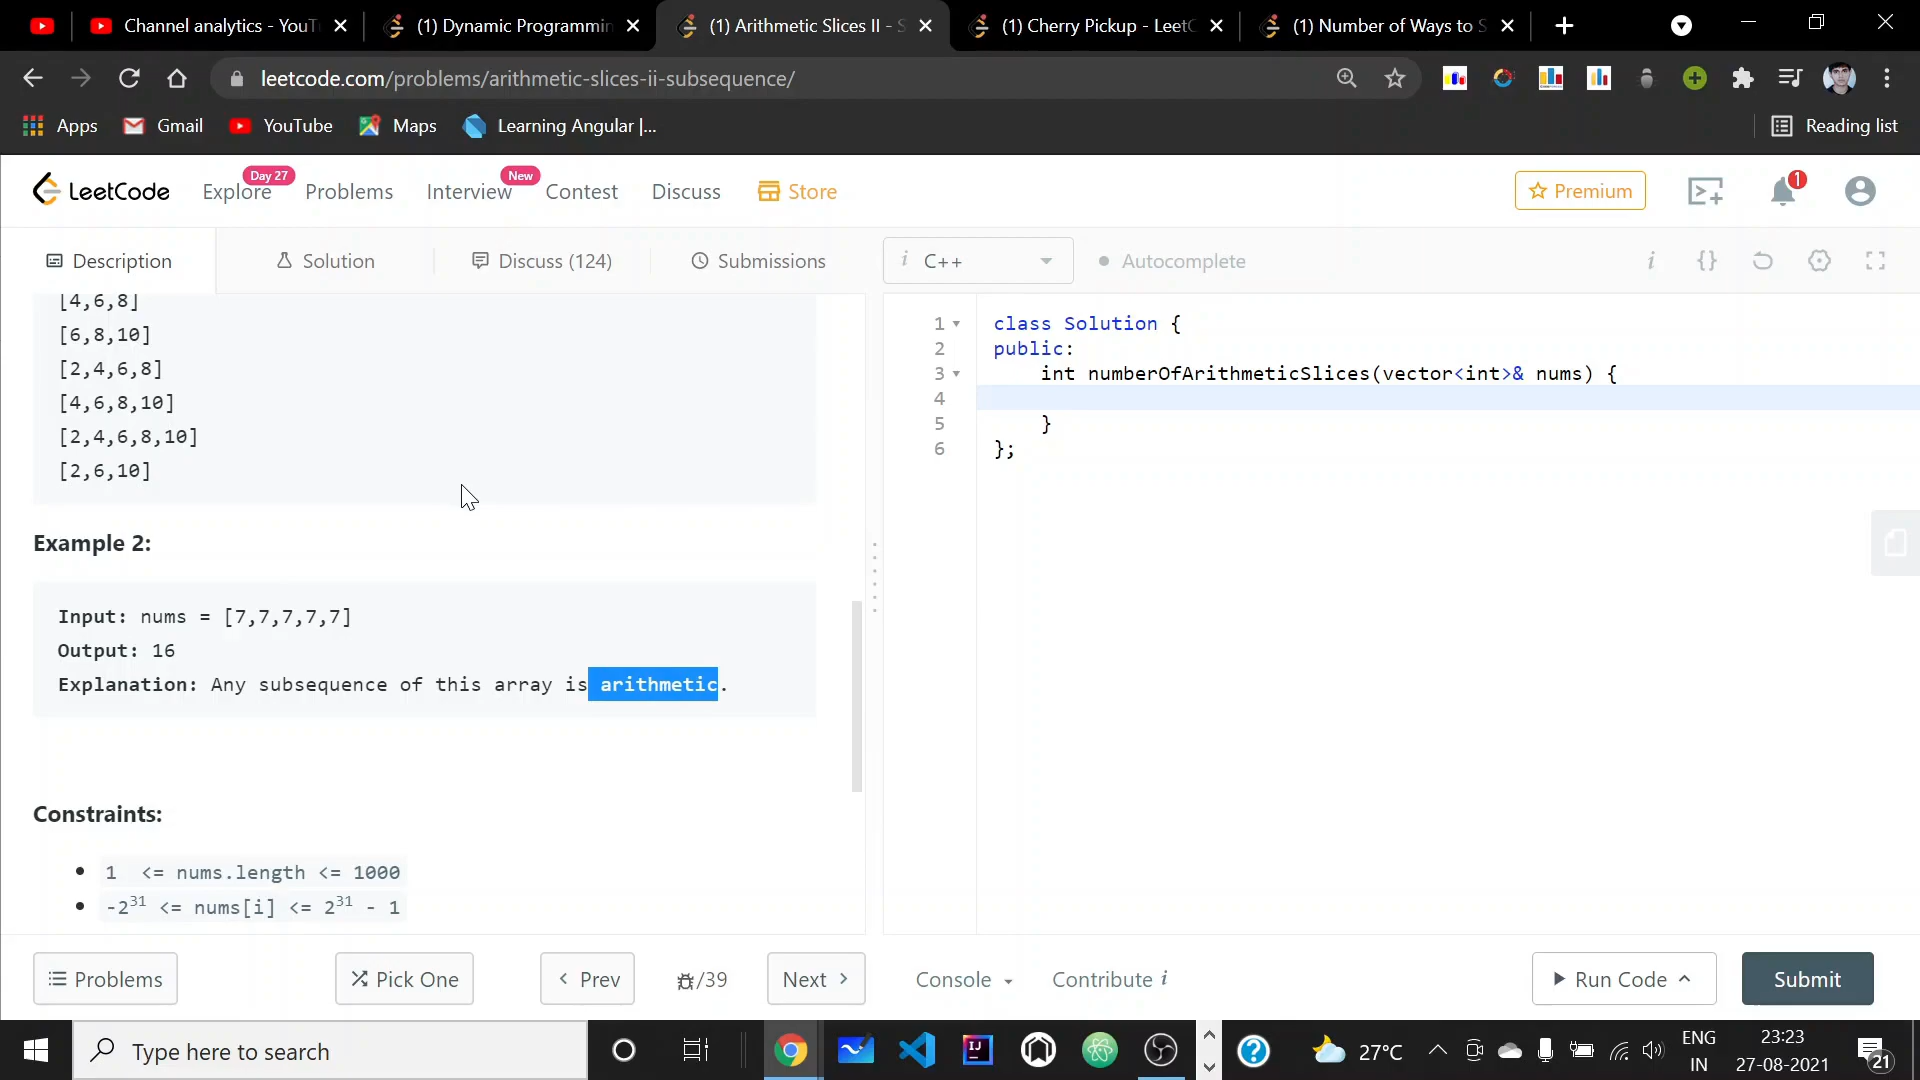 Channel analytics - YouT
(1) Dynamic Programmin
(1) Arithmetic Slices II - S
(1) Cherry Pickup - LeetC
(1) Number of Ways to S
leetcode.com/problems/arithmetic-slices-ii-subsequence/
Apps
Gmail
YouTube
Maps
Learning Angular |...
Reading list
LeetCode
Explore
Day 27
Problems
Interview
New
Contest
Discuss
Store
Premium
1
Description
Solution
Discuss (124)
Submissions
i C++
Autocomplete
i {}
[4,6,8]
[6,8,10]
[2,4,6,8]
[4,6,8,10]
[2,4,6,8,10]
[2,6,10]
Example 2:
Input: nums = [7,7,7,7,7]
Output: 16
Explanation: Any subsequence of this array is arithmetic.
Constraints:
1 <= nums.length <= 1000
-2^31 <= nums[i] <= 2^31 - 1
1 class Solution {
2 public:
3 int numberOfArithmeticSlices(vector<int>& nums) {
4
5 }
6 };
Problems
Pick One
Prev
/39
Next
Console
Contribute i
Run Code
Submit
Type here to search
27°C
ENG
IN
23:23
27-08-2021
21